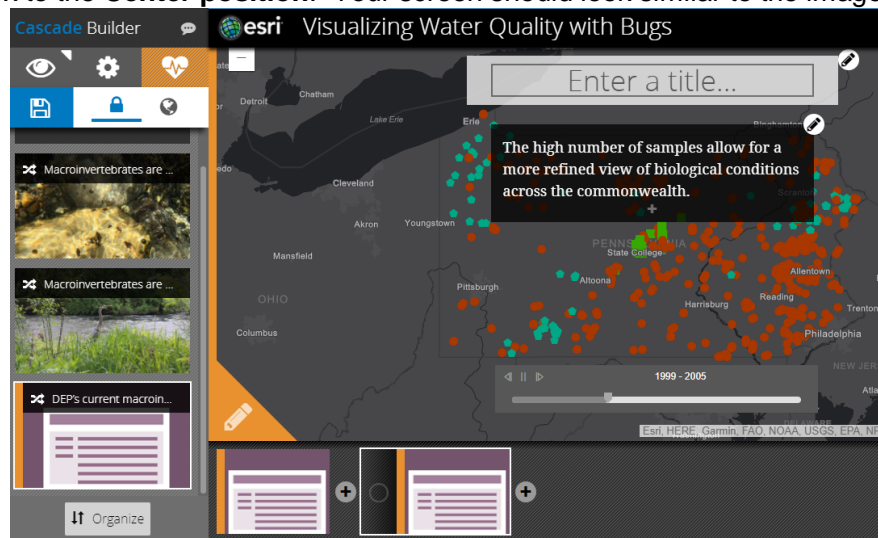 to the Center position. Your screen should look similar to the image
Cascade Builder
esri Visualizing Water Quality with Bugs
Enter a title...
The high number of samples allow for a
more refined view of biological conditions
across the commonwealth.
Macroinvertebrates are ...
Macroinvertebrates are ...
DEP's current macroin...
Organize
Detroit
Chatham
Lake Erie
Erie
Binghamton
Cleveland
Scranton
Akron
Youngstown
PENNSYLVANIA
State College
Mansfield
Altoona
Allentown
Pittsburgh
OHIO
Harrisburg
Reading
Trenton
Columbus
Philadelphia
NEW JER
Atla
1999 - 2005
Esri, HERE, Garmin, FAO, NOAA, USGS, EPA, NP